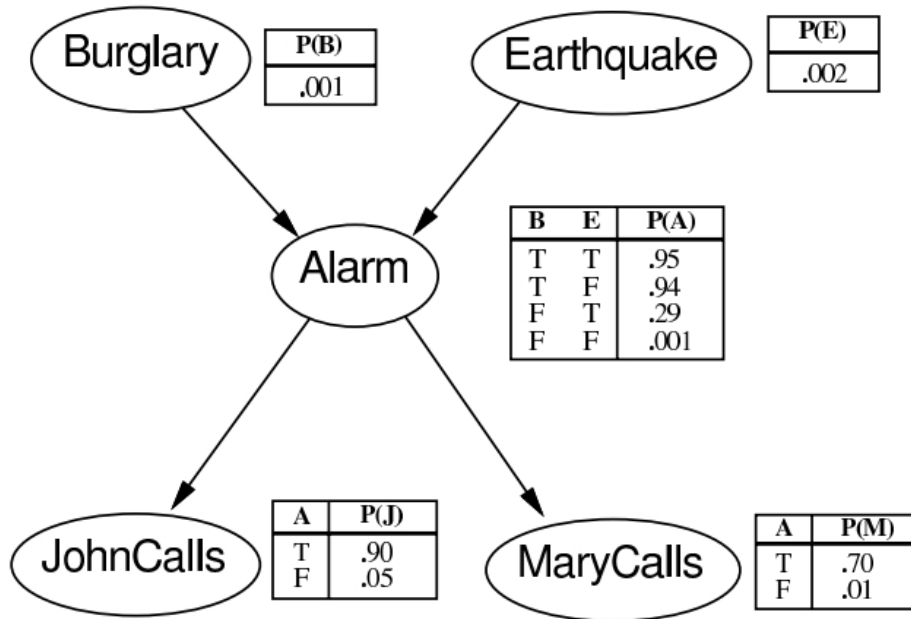 Burglary
P(B)
.001
Earthquake
P(E)
.002
Alarm
B E P(A)
T T .95
T F .94
F T .29
F F .001
JohnCalls
A P(J)
T .90
F .05
MaryCalls
A P(M)
T .70
F .01